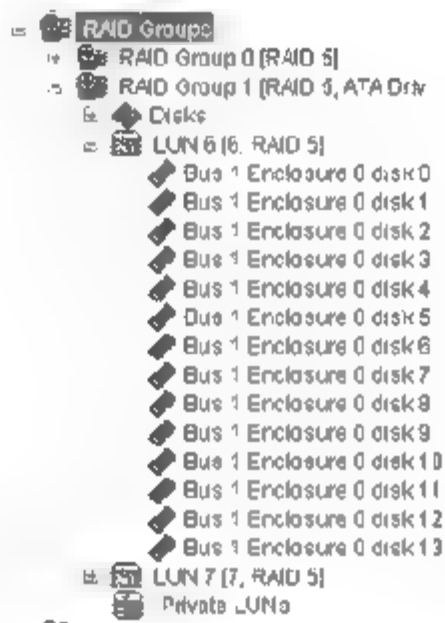 RAID Groups
RAID Group 0 [RAID 5]
RAID Group 1 [RAID 5, ATA Driv
Disks
LUN 6 [6, RAID 5]
Bus 1 Enclosure 0 disk 0
Bus 1 Enclosure 0 disk 1
Bus 1 Enclosure 0 disk 2
Bus 1 Enclosure 0 disk 3
Bus 1 Enclosure 0 disk 4
Bus 1 Enclosure 0 disk 5
Bus 1 Enclosure 0 disk 6
Bus 1 Enclosure 0 disk 7
Bus 1 Enclosure 0 disk 8
Bus 1 Enclosure 0 disk 9
Bus 1 Enclosure 0 disk 10
Bus 1 Enclosure 0 disk 11
Bus 1 Enclosure 0 disk 12
Bus 1 Enclosure 0 disk 13
LUN 7 [7, RAID 5]
Private LUNs